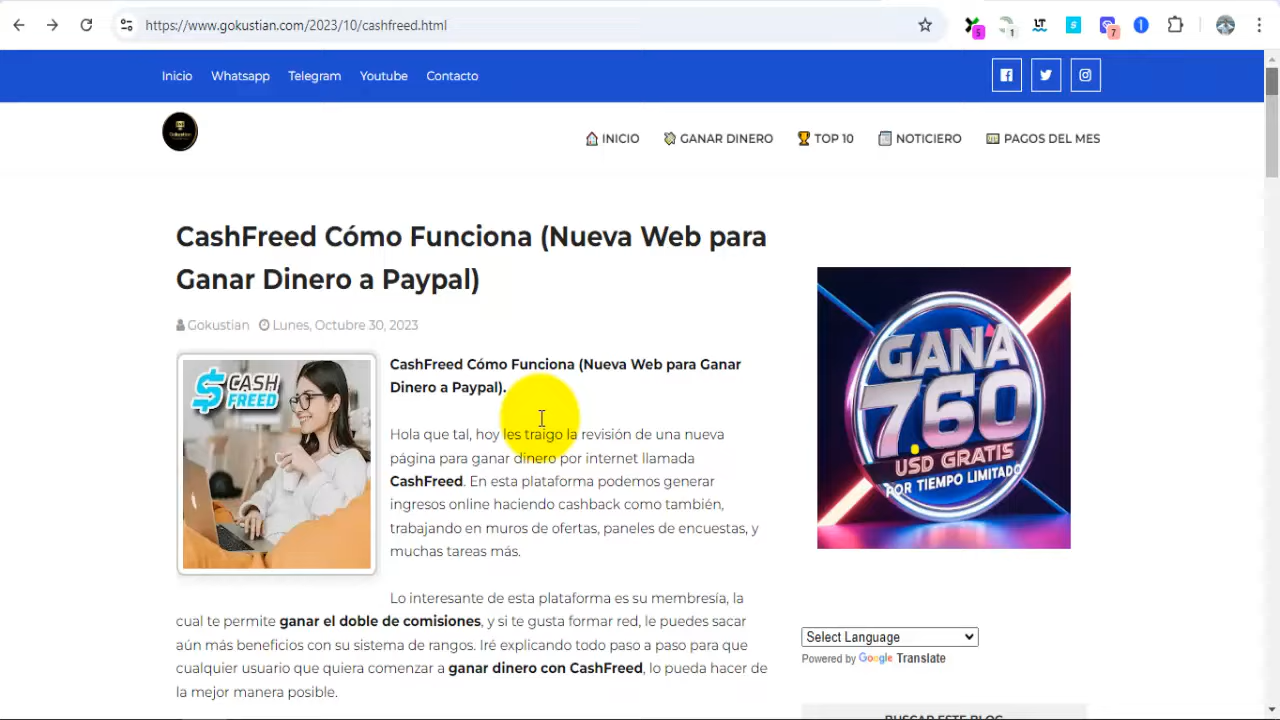 https://www.gokustian.com/2023/10/cashfreed.html
5
1
LT
S
7
Inicio Whatsapp Telegram Youtube Contacto
INICIO GANAR DINERO TOP 10 NOTICIERO PAGOS DEL MES
CashFreed Cómo Funciona (Nueva Web para
Ganar Dinero a Paypal)
Gokustian Lunes, Octubre 30, 2023
$ CASH
FREED
CashFreed Cómo Funciona (Nueva Web para Ganar
Dinero a Paypal).
Hola que tal, hoy les traigo la revisión de una nueva
página para ganar dinero por internet llamada
CashFreed. En esta plataforma podemos generar
ingresos online haciendo cashback como también,
trabajando en muros de ofertas, paneles de encuestas, y
muchas tareas más.
Lo interesante de esta plataforma es su membresía, la
cual te permite ganar el doble de comisiones, y si te gusta formar red, le puedes sacar
aún más beneficios con su sistema de rangos. Iré explicando todo paso a paso para que
cualquier usuario que quiera comenzar a ganar dinero con CashFreed, lo pueda hacer de
la mejor manera posible.
GANA
760
USD GRATIS
POR TIEMPO LIMITADO
Select Language
Powered by Google Translate
BUSCAR ESTE BLOG